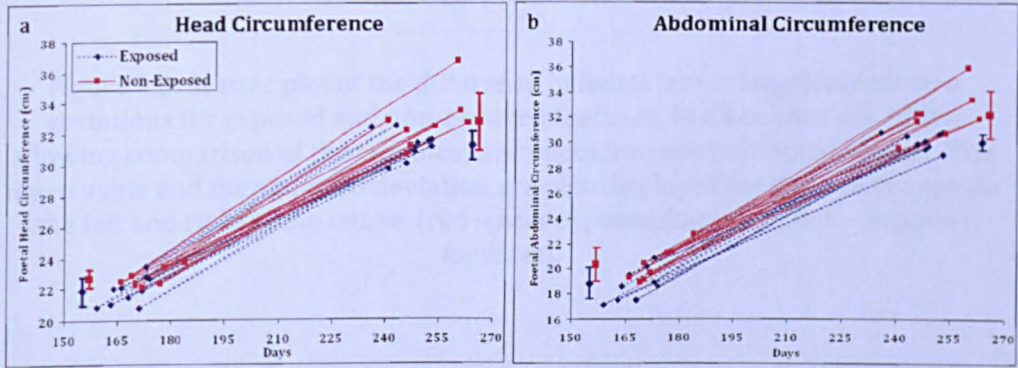 a Head Circumference
Foetal Head Circumference (cm)
38
36
34
32
30
28
26
24
22
20
Exposed
Non-Exposed
150 165 180 195 210 225 240 255 270
Days
b Abdominal Circumference
Foetal Abdominal Circumference (cm)
38
36
34
32
30
28
26
24
22
20
18
16
150 165 180 195 210 225 240 255 270
Days